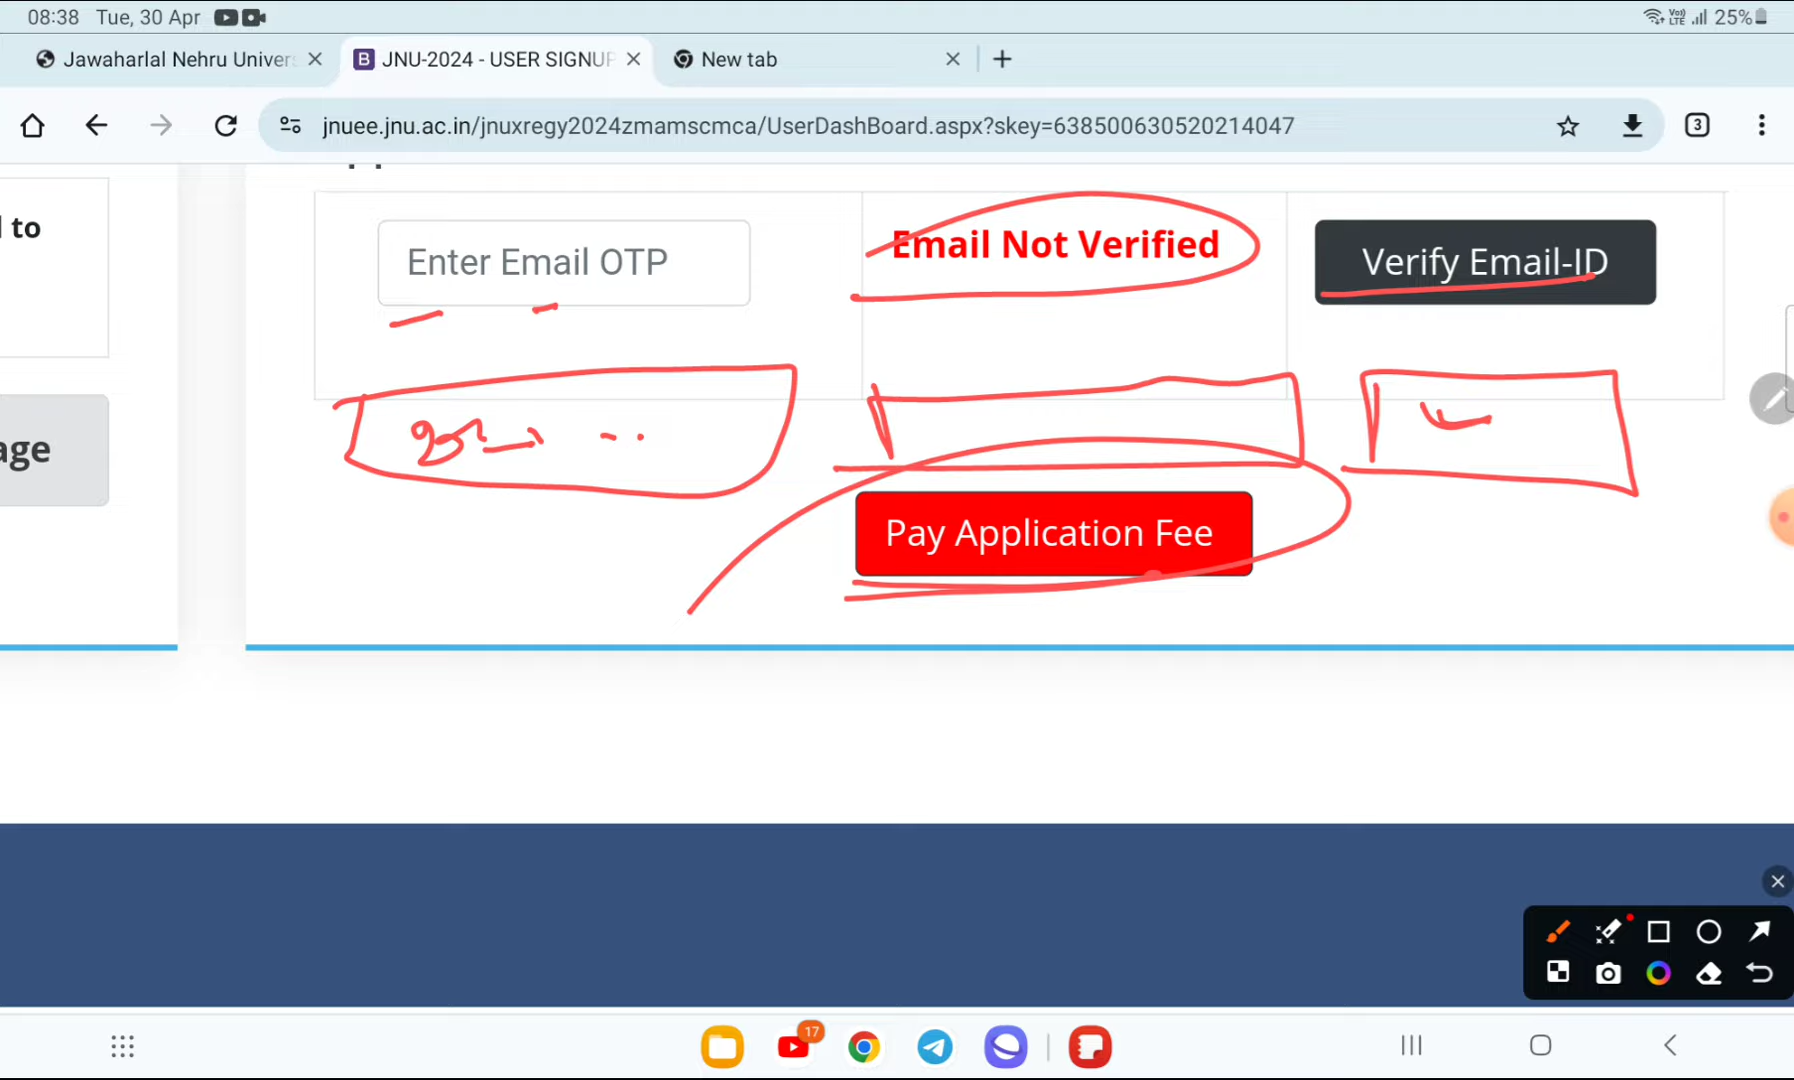 08:38 Tue, 30 Apr 25%
Jawaharlal Nehru Univer
JNU-2024 - USER SIGNUP
New tab
jnuee.jnu.ac.in/jnuxregy2024zmamscmca/UserDashBoard.aspx?skey=638500630520214047
3
to
Enter Email OTP
Email Not Verified
Verify Email-ID
age
Pay Application Fee
17